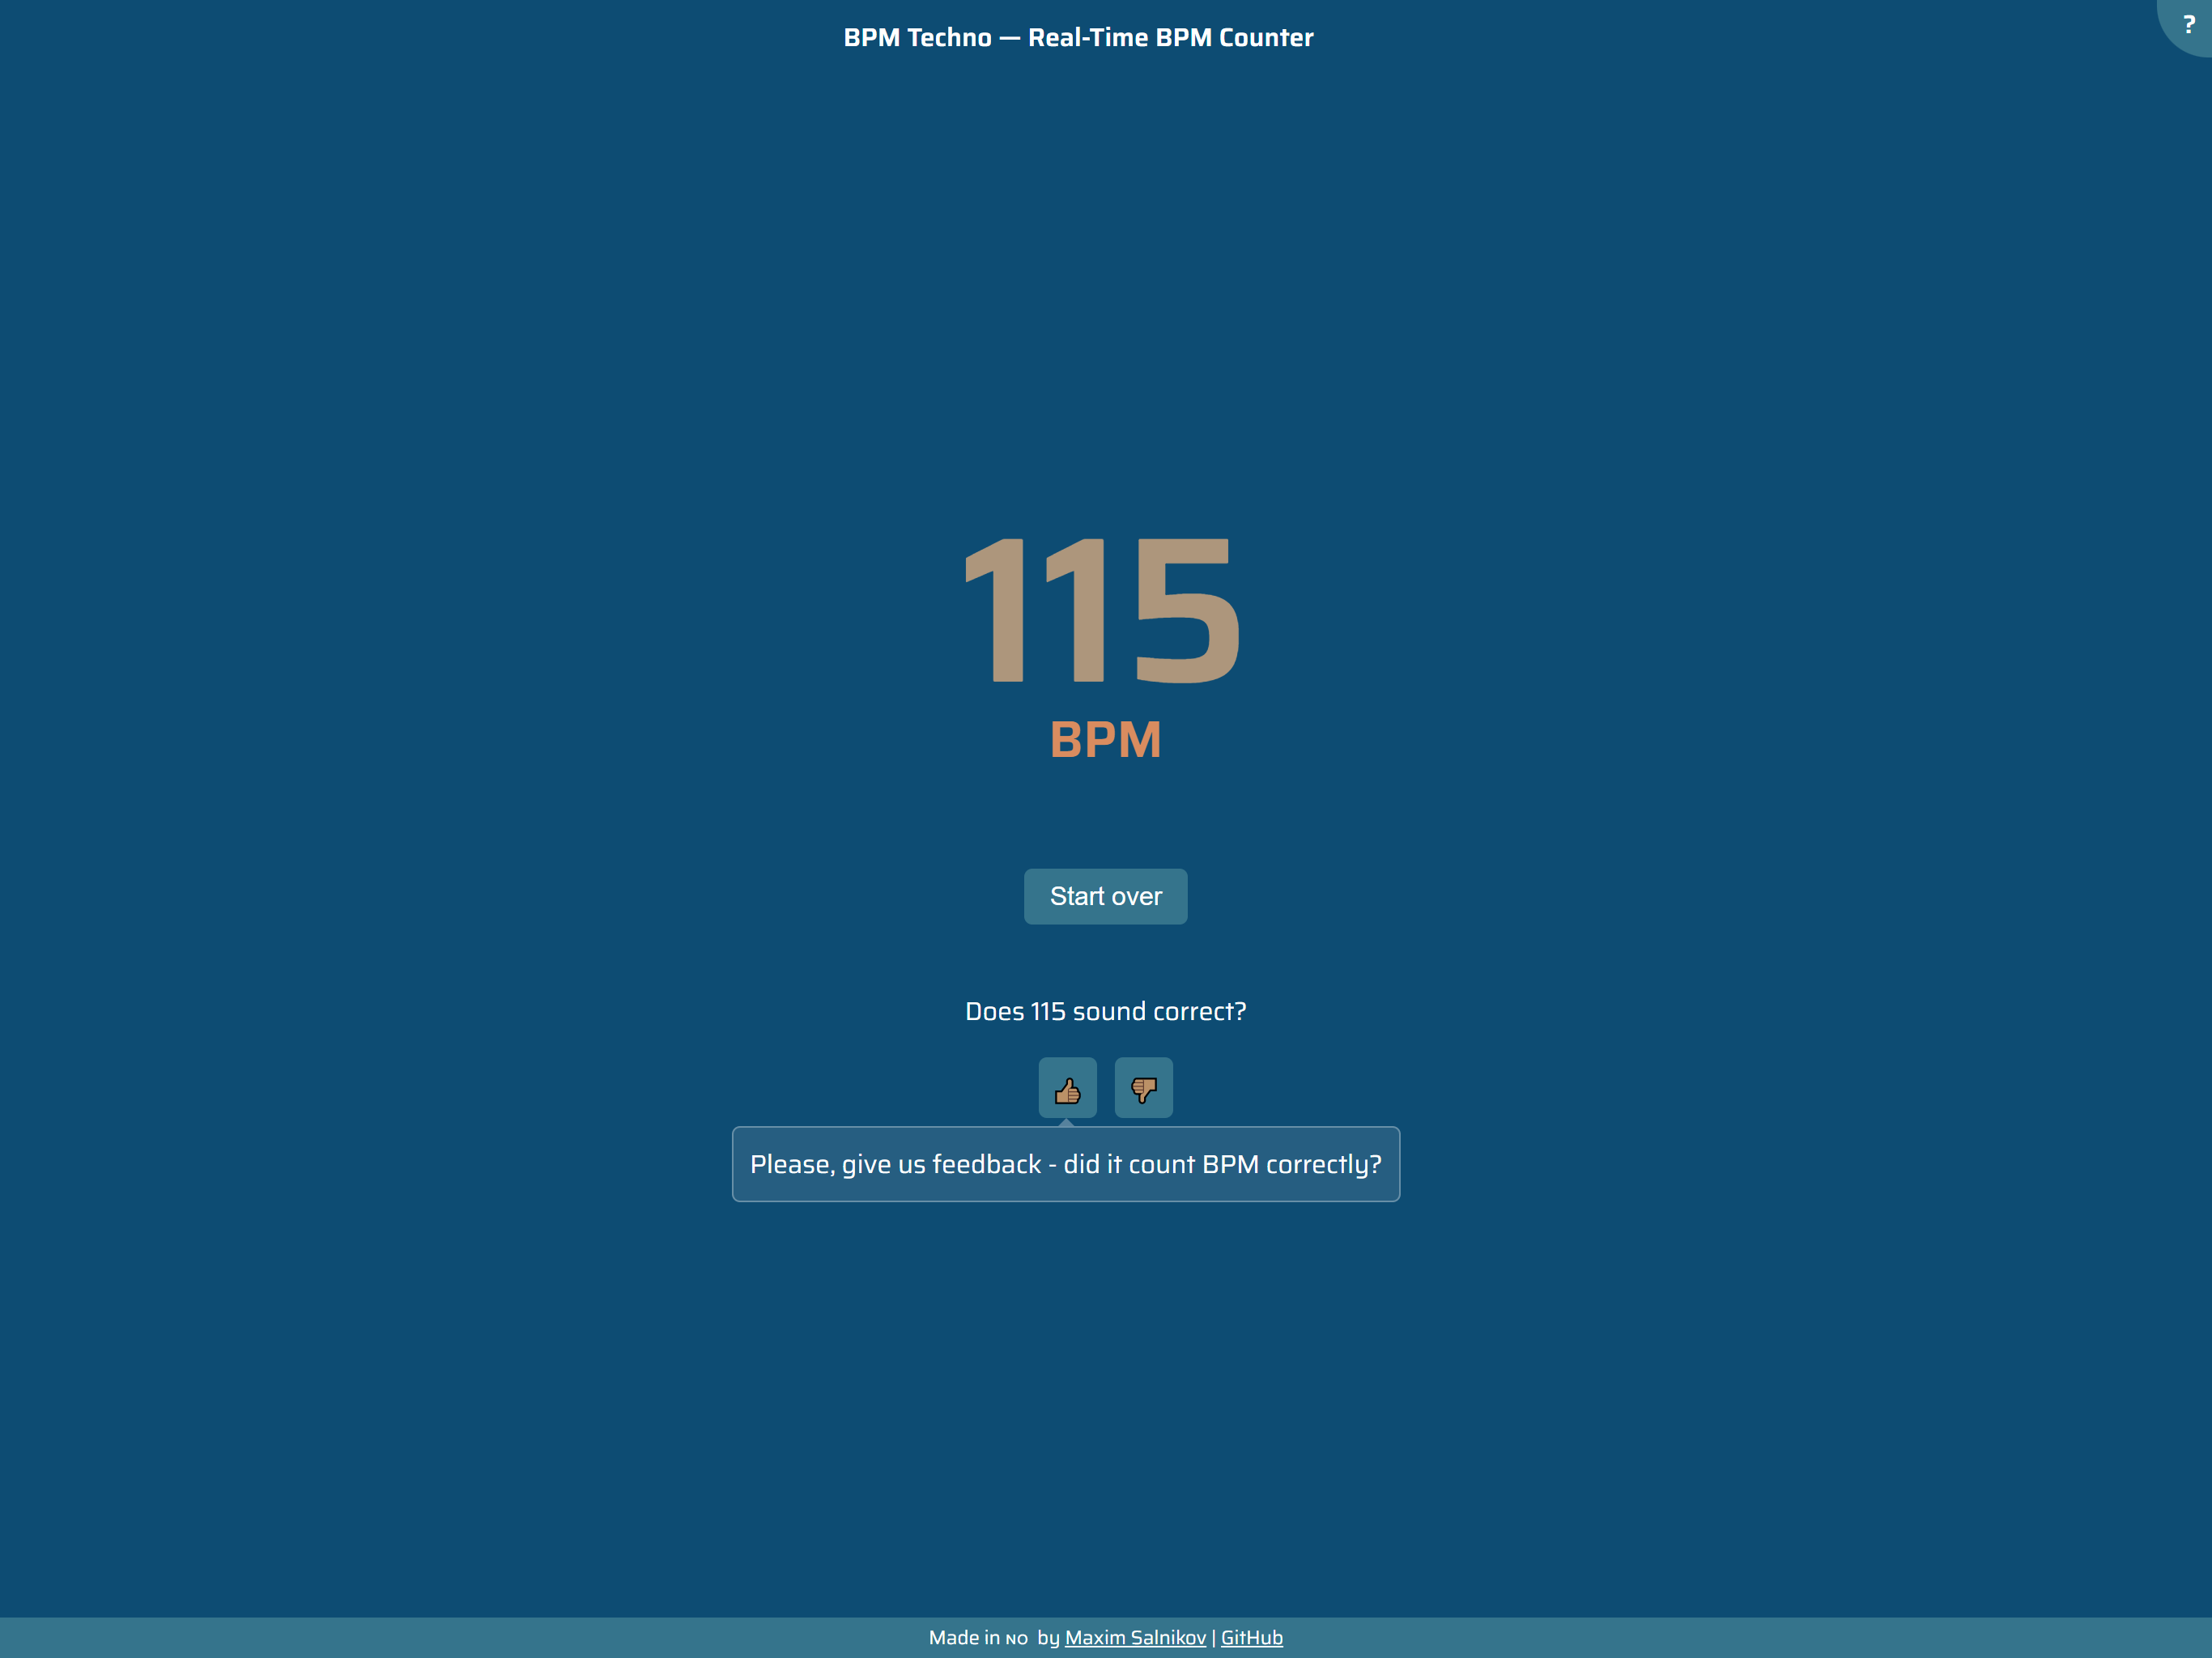 BPM Techno — Real-Time BPM Counter
?
115
BPM
Start over
Does 115 sound correct?
Please, give us feedback - did it count BPM correctly?
Made in NO by Maxim Salnikov | GitHub